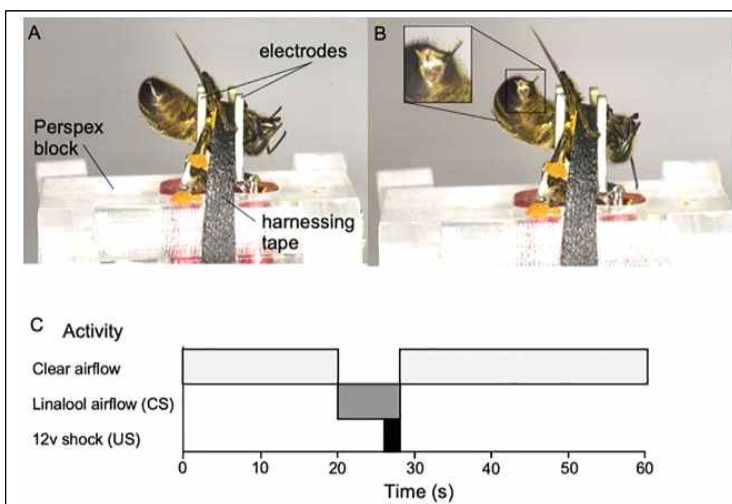 A
electrodes
Perspex
block
harnessing
tape
B
C Activity
Clear airflow
Linalool airflow (CS)
12v shock (US)
0 10 20 30 40 50 60
Time (s)